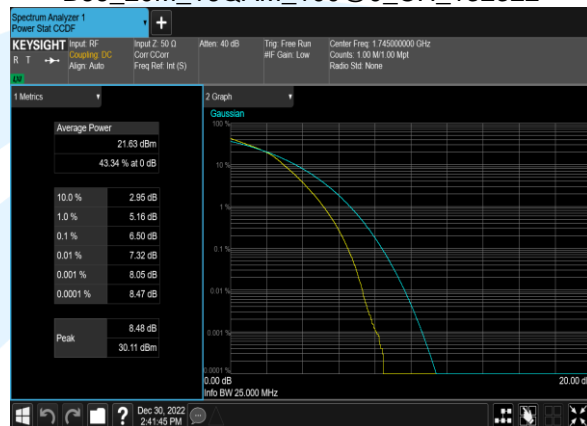 Spectrum Analyzer 1
Power Stat CCDF
KEYSIGHT
R T
LXI
Input: RF
Coupling: DC
Align: Auto
Input Z: 50 Ω
Corr CCorr
Freq Ref: Int (S)
Atten: 40 dB
Trig: Free Run
#IF Gain: Low
Center Freq: 1.745000000 GHz
Counts: 1.00 M/1.00 Mpt
Radio Std: None
1 Metrics
Average Power
21.63 dBm
43.34 % at 0 dB
10.0 % 2.95 dB
1.0 % 5.16 dB
0.1 % 6.50 dB
0.01 % 7.32 dB
0.001 % 8.05 dB
0.0001 % 8.47 dB
Peak
8.48 dB
30.11 dBm
2 Graph
Gaussian
100 %
10 %
1 %
0.1 %
0.01 %
0.001 %
0.0001 %
0.00 dB
20.00 d
Info BW 25.000 MHz
?
Dec 30, 2022
2:41:45 PM